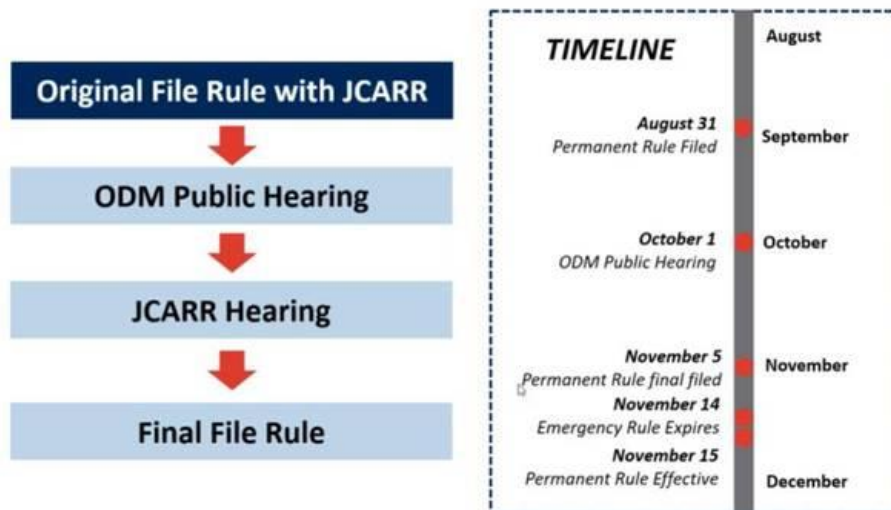 Original File Rule with JCARR
ODM Public Hearing
JCARR Hearing
Final File Rule
TIMELINE
August
August 31
Permanent Rule Filed
September
October 1
ODM Public Hearing
October
November 5
Permanent Rule final filed
November
November 14
Emergency Rule Expires
November 15
Permanent Rule Effective
December